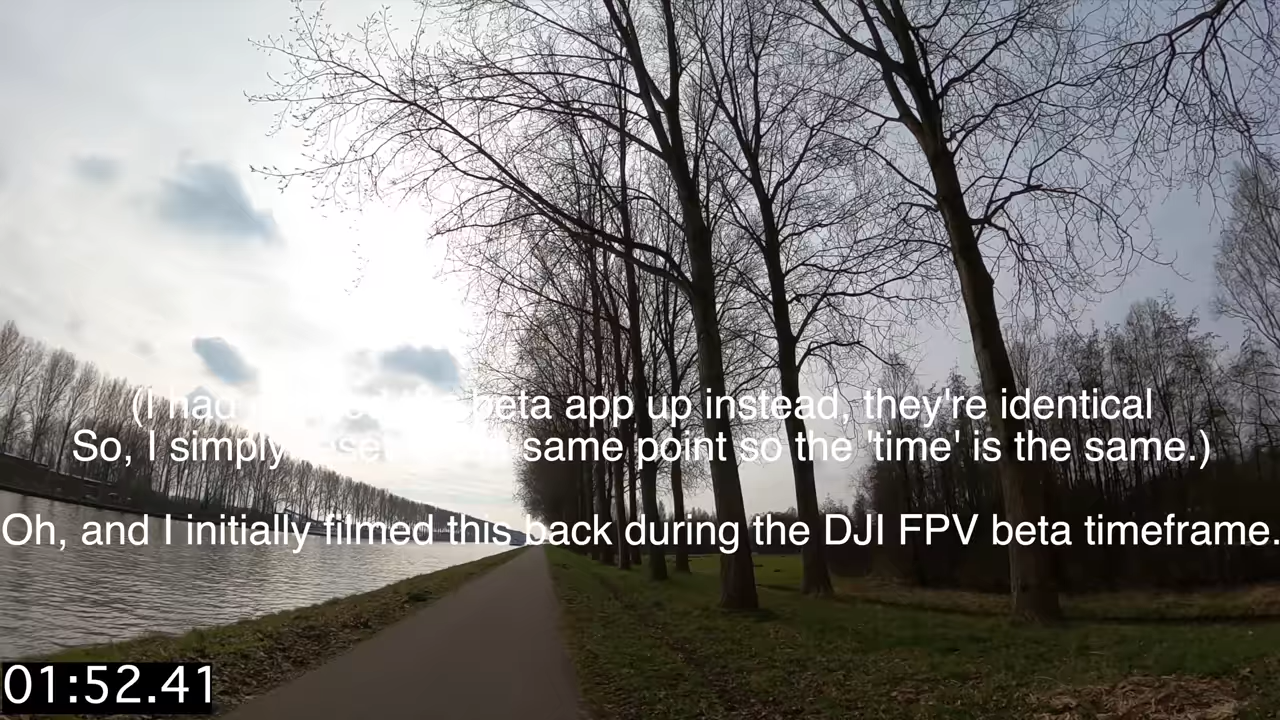 (I had beta app up instead, they're identical
So, I simply same point so the 'time' is the same.)
Oh, and I initially filmed this back during the DJI FPV beta timeframe.
01:52.41